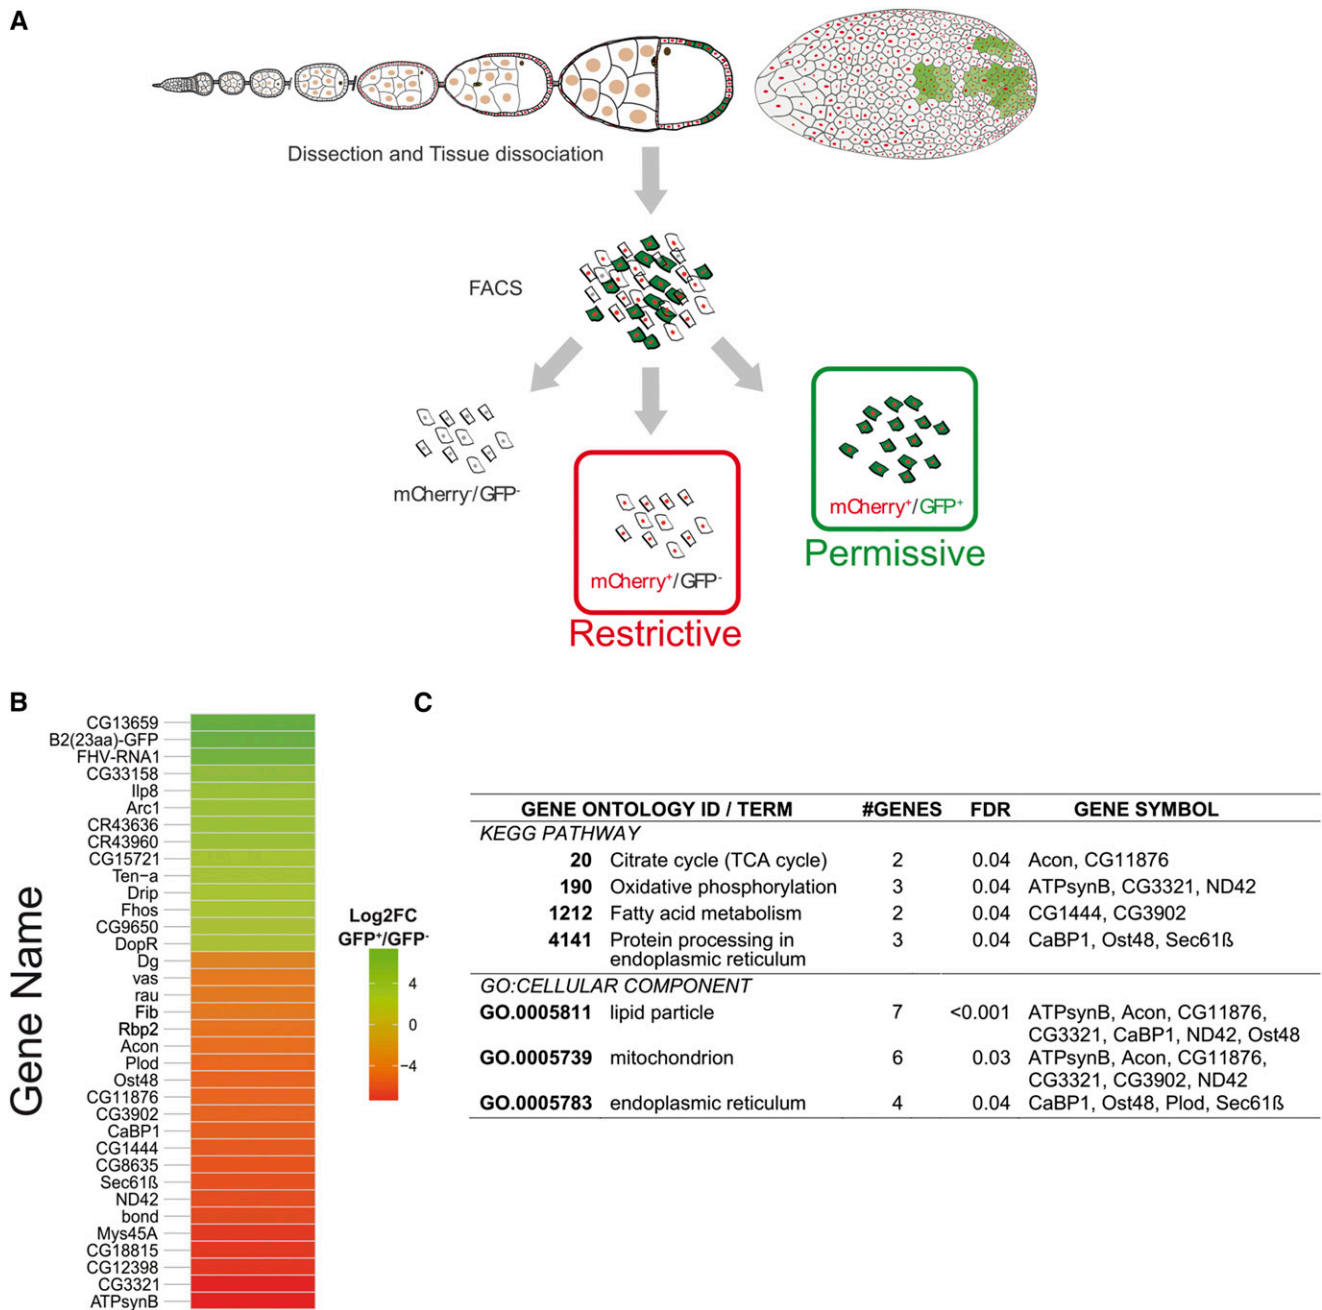 A
Dissection and Tissue dissociation
FACS
mCherry-/GFP-
mCherry+/GFP-
Restrictive
mCherry+/GFP+
Permissive
B
Gene Name
CG13659
B2(23aa)-GFP
FHV-RNA1
CG33158
Ilp8
Arc1
CR43636
CR43960
CG15721
Ten-a
Drip
Fhos
CG9650
DopR
Dg
vas
rau
Fib
Rbp2
Acon
Plod
Ost48
CG11876
CG3902
CaBP1
CG1444
CG8635
Sec61ß
ND42
bond
Mys45A
CG18815
CG12398
CG3321
ATPsynB
Log2FC
GFP+/GFP-
4
0
−4
C
GENE ONTOLOGY ID / TERM #GENES FDR GENE SYMBOL
KEGG PATHWAY
20 Citrate cycle (TCA cycle) 2 0.04 Acon, CG11876
190 Oxidative phosphorylation 3 0.04 ATPsynB, CG3321, ND42
1212 Fatty acid metabolism 2 0.04 CG1444, CG3902
4141 Protein processing in 3 0.04 CaBP1, Ost48, Sec61ß
endoplasmic reticulum
GO:CELLULAR COMPONENT
GO.0005811 lipid particle 7 <0.001 ATPsynB, Acon, CG11876,
CG3321, CaBP1, ND42, Ost48
GO.0005739 mitochondrion 6 0.03 ATPsynB, Acon, CG11876,
CG3321, CG3902, ND42
GO.0005783 endoplasmic reticulum 4 0.04 CaBP1, Ost48, Plod, Sec61ß